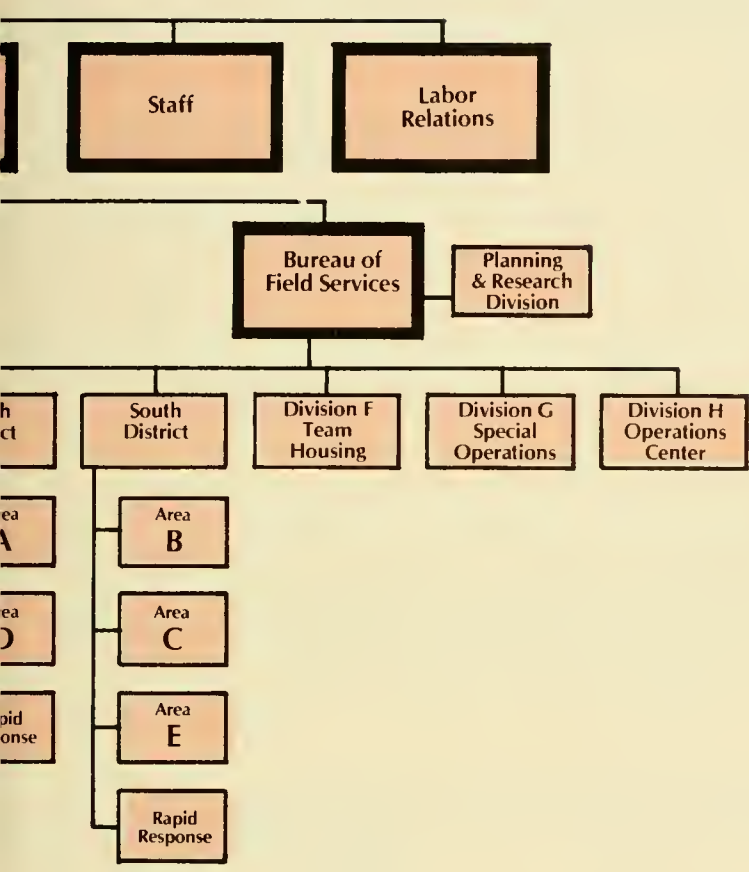 Staff
Labor
Relations
Bureau of
Field Services
Planning
& Research
Division
South
District
Division F
Team
Housing
Division G
Special
Operations
Division H
Operations
Center
Area
B
Area
C
Area
E
Rapid
Response